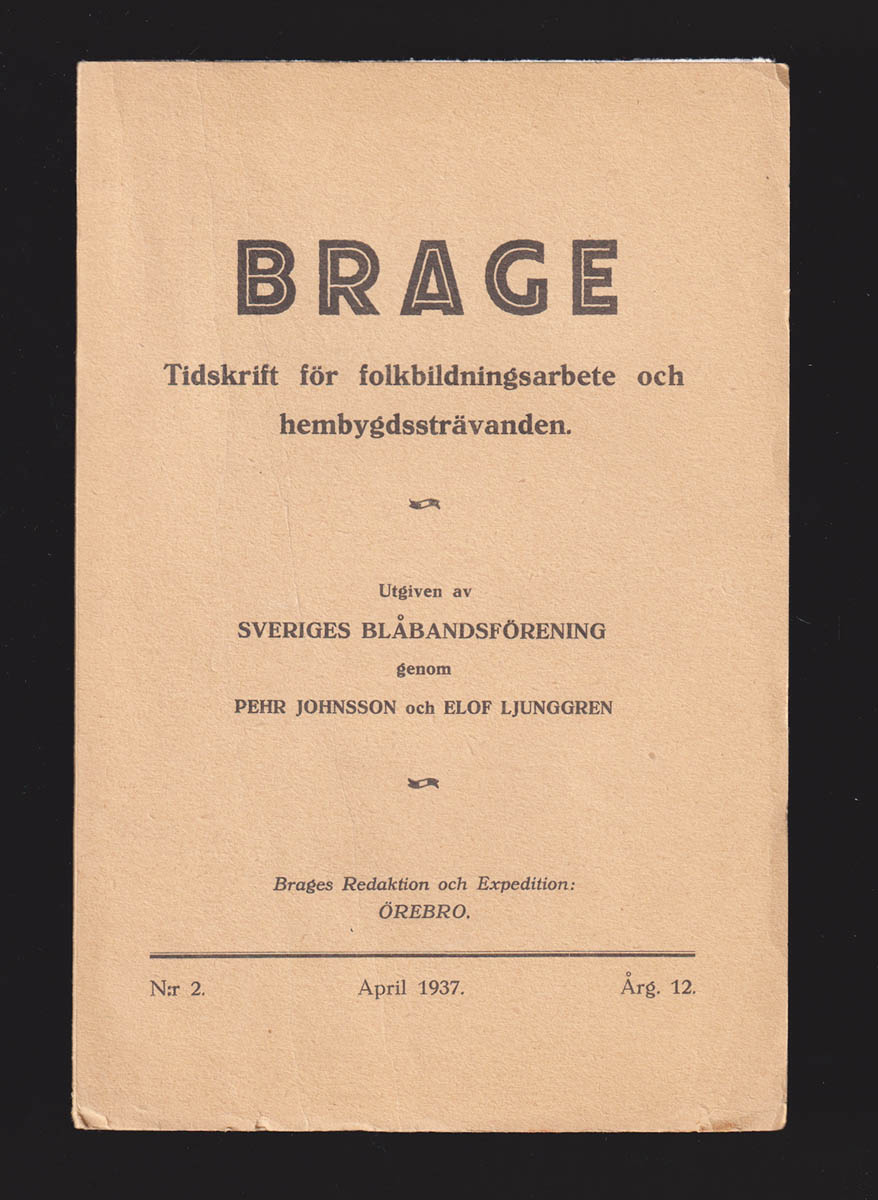 BRAGE
Tidskrift för folkbildningsarbete och
hembygdssträvanden.
Utgiven av
SVERIGES BLÅBANDSFÖRENING
genom
PEHR JOHNSSON och ELOF LJUNGGREN
Brages Redaktion och Expedition:
ÖREBRO.
N:r 2. April 1937. Årg. 12.